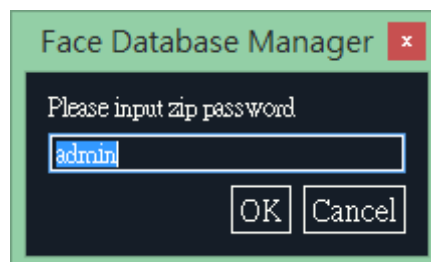 Face Database Manager x
Please input zip password
admin
OK Cancel